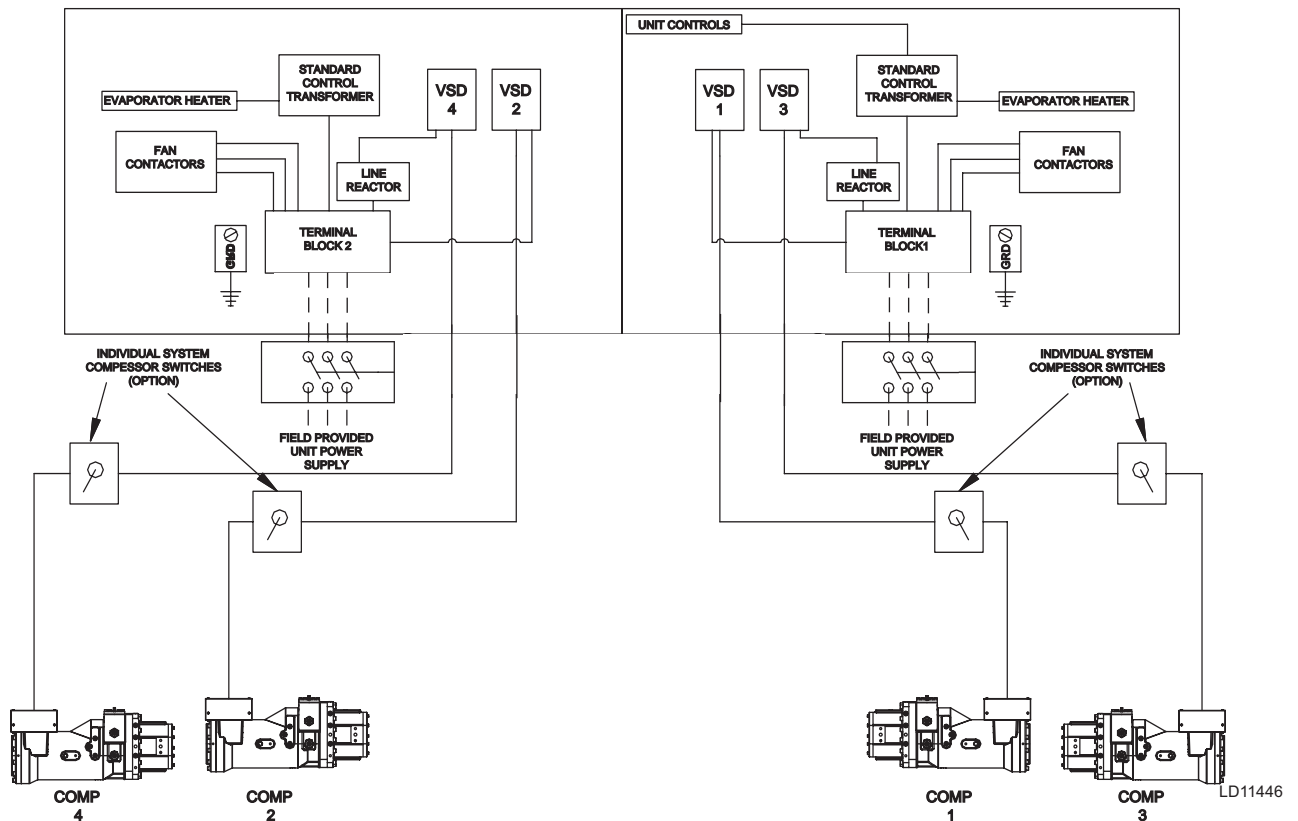 UNIT CONTROLS
STANDARD
CONTROL
TRANSFORMER
VSD
4
VSD
2
EVAPORATOR HEATER
FAN
CONTACTORS
LINE
REACTOR
TERMINAL
BLOCK 2
GRD
VSD
1
VSD
3
STANDARD
CONTROL
TRANSFORMER
EVAPORATOR HEATER
FAN
CONTACTORS
LINE
REACTOR
TERMINAL
BLOCK1
GRD
INDIVIDUAL SYSTEM
COMPESSOR SWITCHES
(OPTION)
FIELD PROVIDED
UNIT POWER
SUPPLY
FIELD PROVIDED
UNIT POWER
SUPPLY
INDIVIDUAL SYSTEM
COMPESSOR SWITCHES
(OPTION)
COMP
4
COMP
2
COMP
1
COMP
3
LD11446